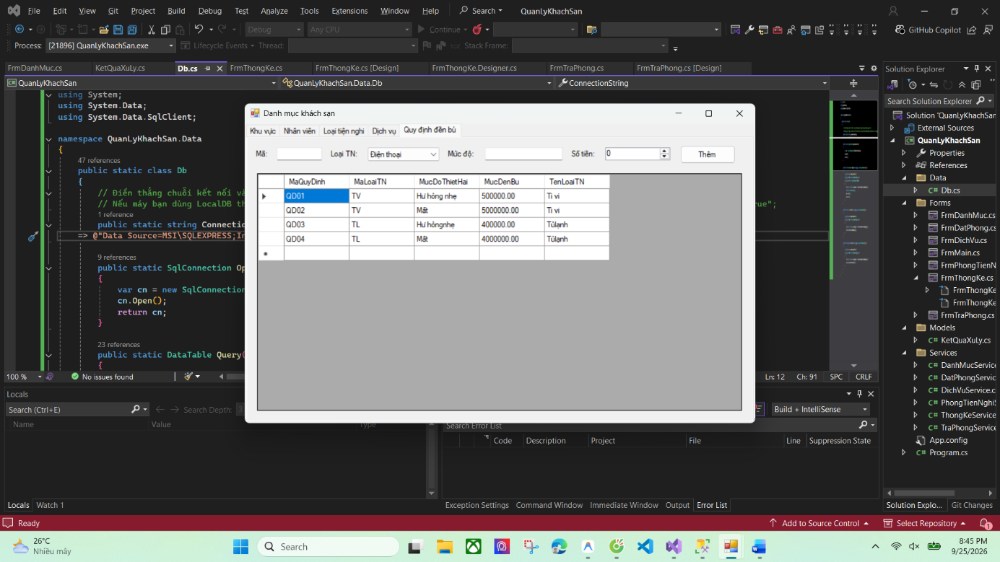 File Edit View Git Project Build Debug Test Analyze Tools Extensions Window Help Search QuanLyKhachSan
Debug Any CPU Continue GitHub Copilot
Process: [21896] QuanLyKhachSan.exe Lifecycle Events Thread: Stack Frame:
FrmDanhMuc.cs KetQuaXuLy.cs Db.cs FrmThongKe.cs FrmThongKe.cs [Design] FrmThongKe.Designer.cs FrmTraPhong.cs FrmTraPhong.cs [Design]
QuanLyKhachSan QuanLyKhachSan.Data.Db ConnectionString
using System;
using System.Data;
using System.Data.SqlClient;
namespace QuanLyKhachSan.Data
{
47 references
public static class Db
{
// Điền thẳng chuỗi kết nối và
// Nếu máy bạn dùng LocalDB th
ue";
1 reference
public static string Connectio
=> @"Data Source=MSI\SQLEXPRESS;In
9 references
public static SqlConnection Op
{
var cn = new SqlConnection
cn.Open();
return cn;
}
23 references
public static DataTable Query(
{
100 % No issues found Ln: 12 Ch: 91 SPC CRLF
Danh mục khách sạn
Khu vực Nhân viên Loại tiện nghi Dịch vụ Quy định đền bù
Mã: Loại TN: Điện thoại Mức độ: Số tiền: 0 Thêm
MaQuyDinh MaLoaiTN MucDoThietHai MucDenBu TenLoaiTN
QD01 TV Hư hỏng nhẹ 500000.00 Ti vi
QD02 TV Mất 5000000.00 Ti vi
QD03 TL Hư hỏngnhẹ 400000.00 Tủlạnh
QD04 TL Mất 4000000.00 Tủlạnh
Locals
Search (Ctrl+E) Search Depth: 3
Name Value Type
Locals Watch 1
Build + IntelliSense
Search Error List
Code Description Project File Line Suppression State
Exception Settings Command Window Immediate Window Output Error List
Solution Explorer
Search Solution Explorer
Solution 'QuanLyKhachSan
External Sources
QuanLyKhachSan
Properties
References
Data
Db.cs
Forms
FrmDanhMuc.cs
FrmDatPhong.cs
FrmDichVu.cs
FrmMain.cs
FrmPhongTienN
FrmThongKe.cs
FrmThongKe
FrmThongKe
FrmTraPhong.cs
Models
KetQuaXuLy.cs
Services
DanhMucService
DatPhongServic
DichVuService.c
PhongTienNghiS
ThongKeService
TraPhongService
App.config
Program.cs
Solution Explo... Git Changes
Ready Add to Source Control Select Repository 1
26°C
Nhiều mây
Search
8:45 PM
9/25/2026